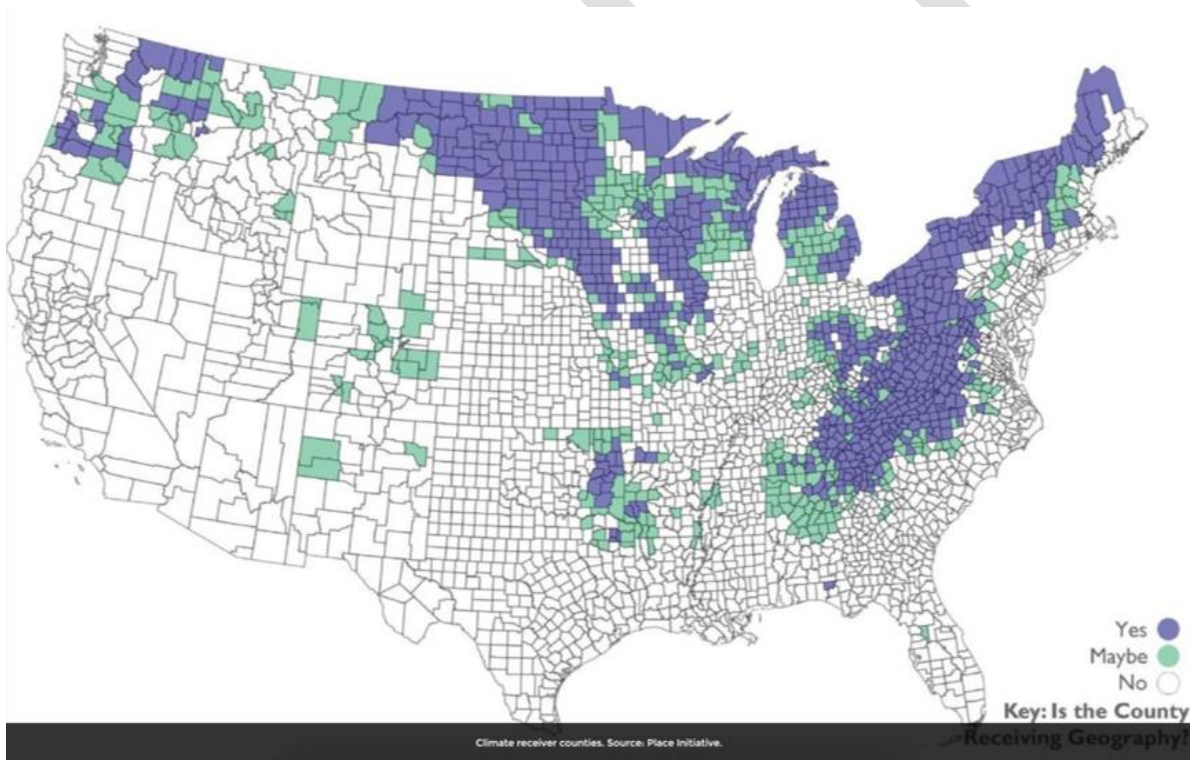 Yes
Maybe
No
Key: Is the County
Receiving Geography?
Climate receiver counties. Source: Place Initiative.